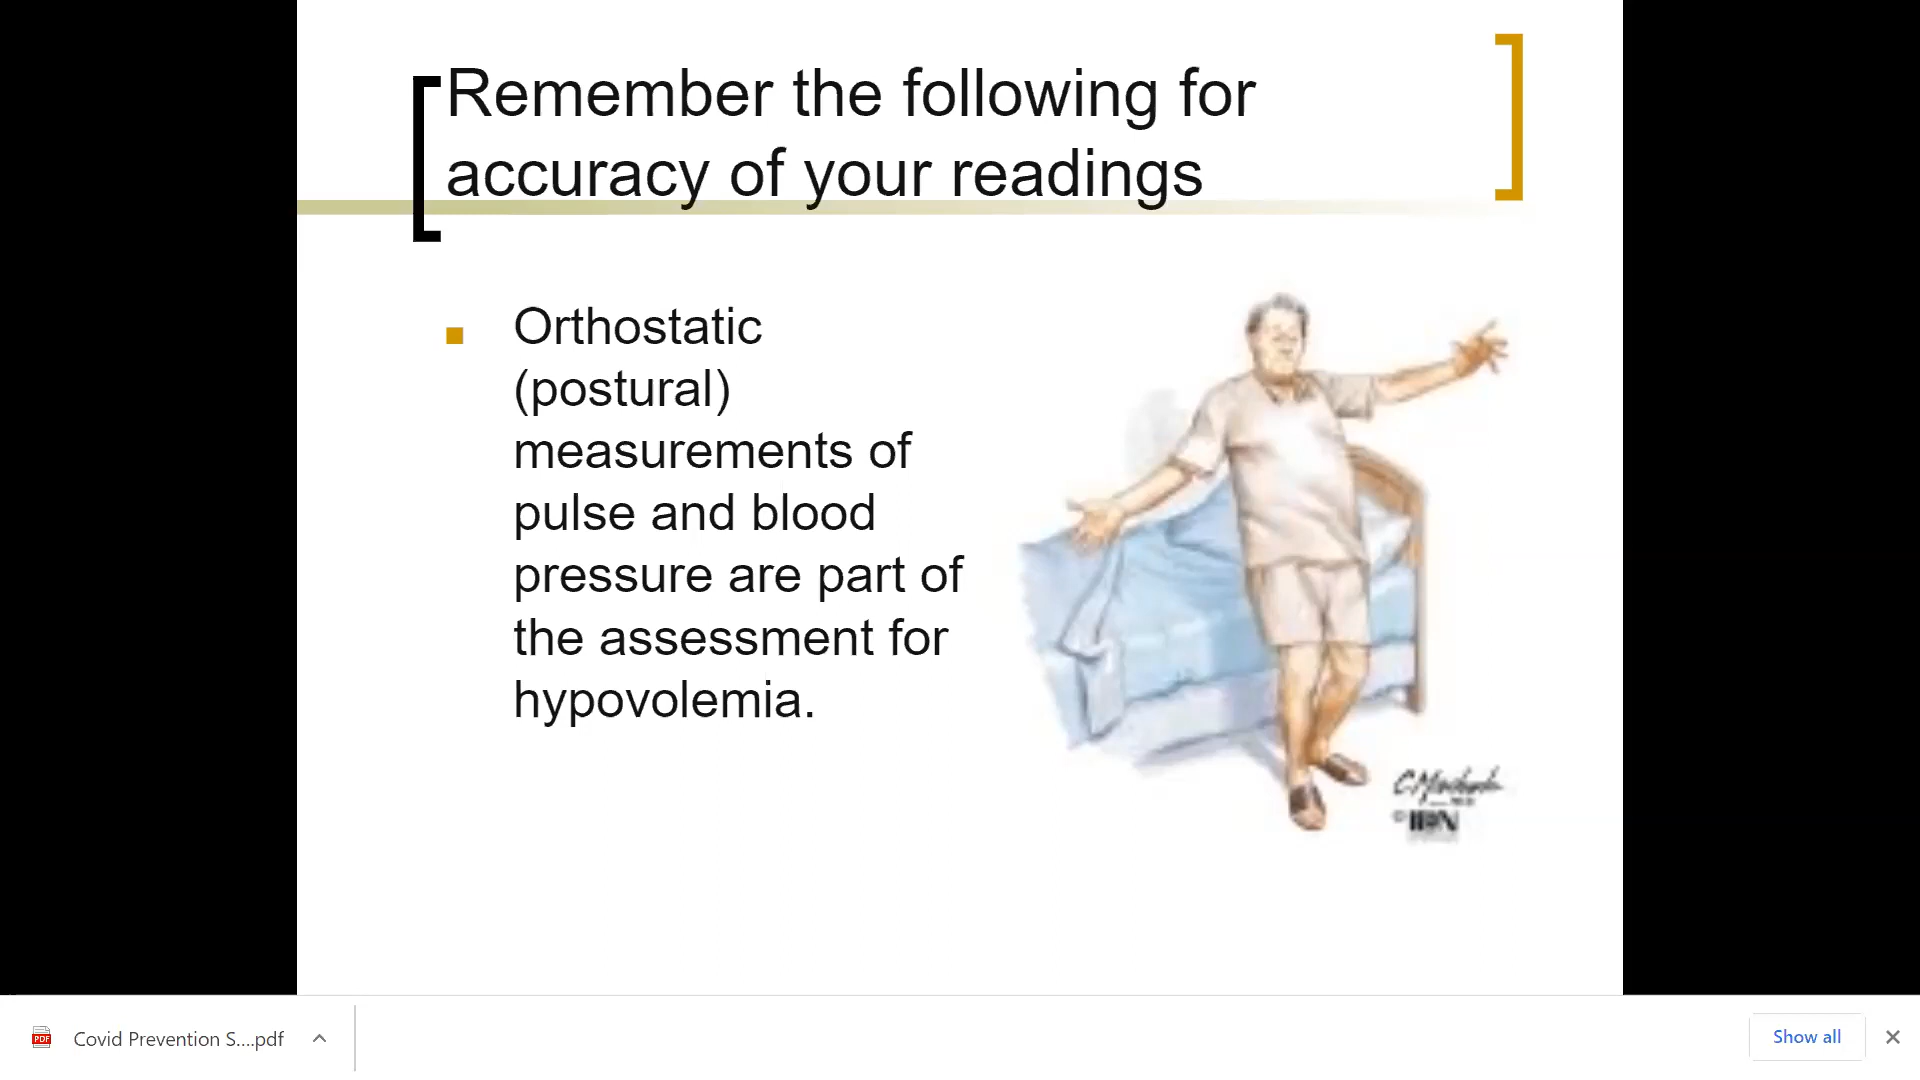 Remember the following for
accuracy of your readings
Orthostatic
(postural)
measurements of
pulse and blood
pressure are part of
the assessment for
hypovolemia.
PDF
Covid Prevention S....pdf
Show all